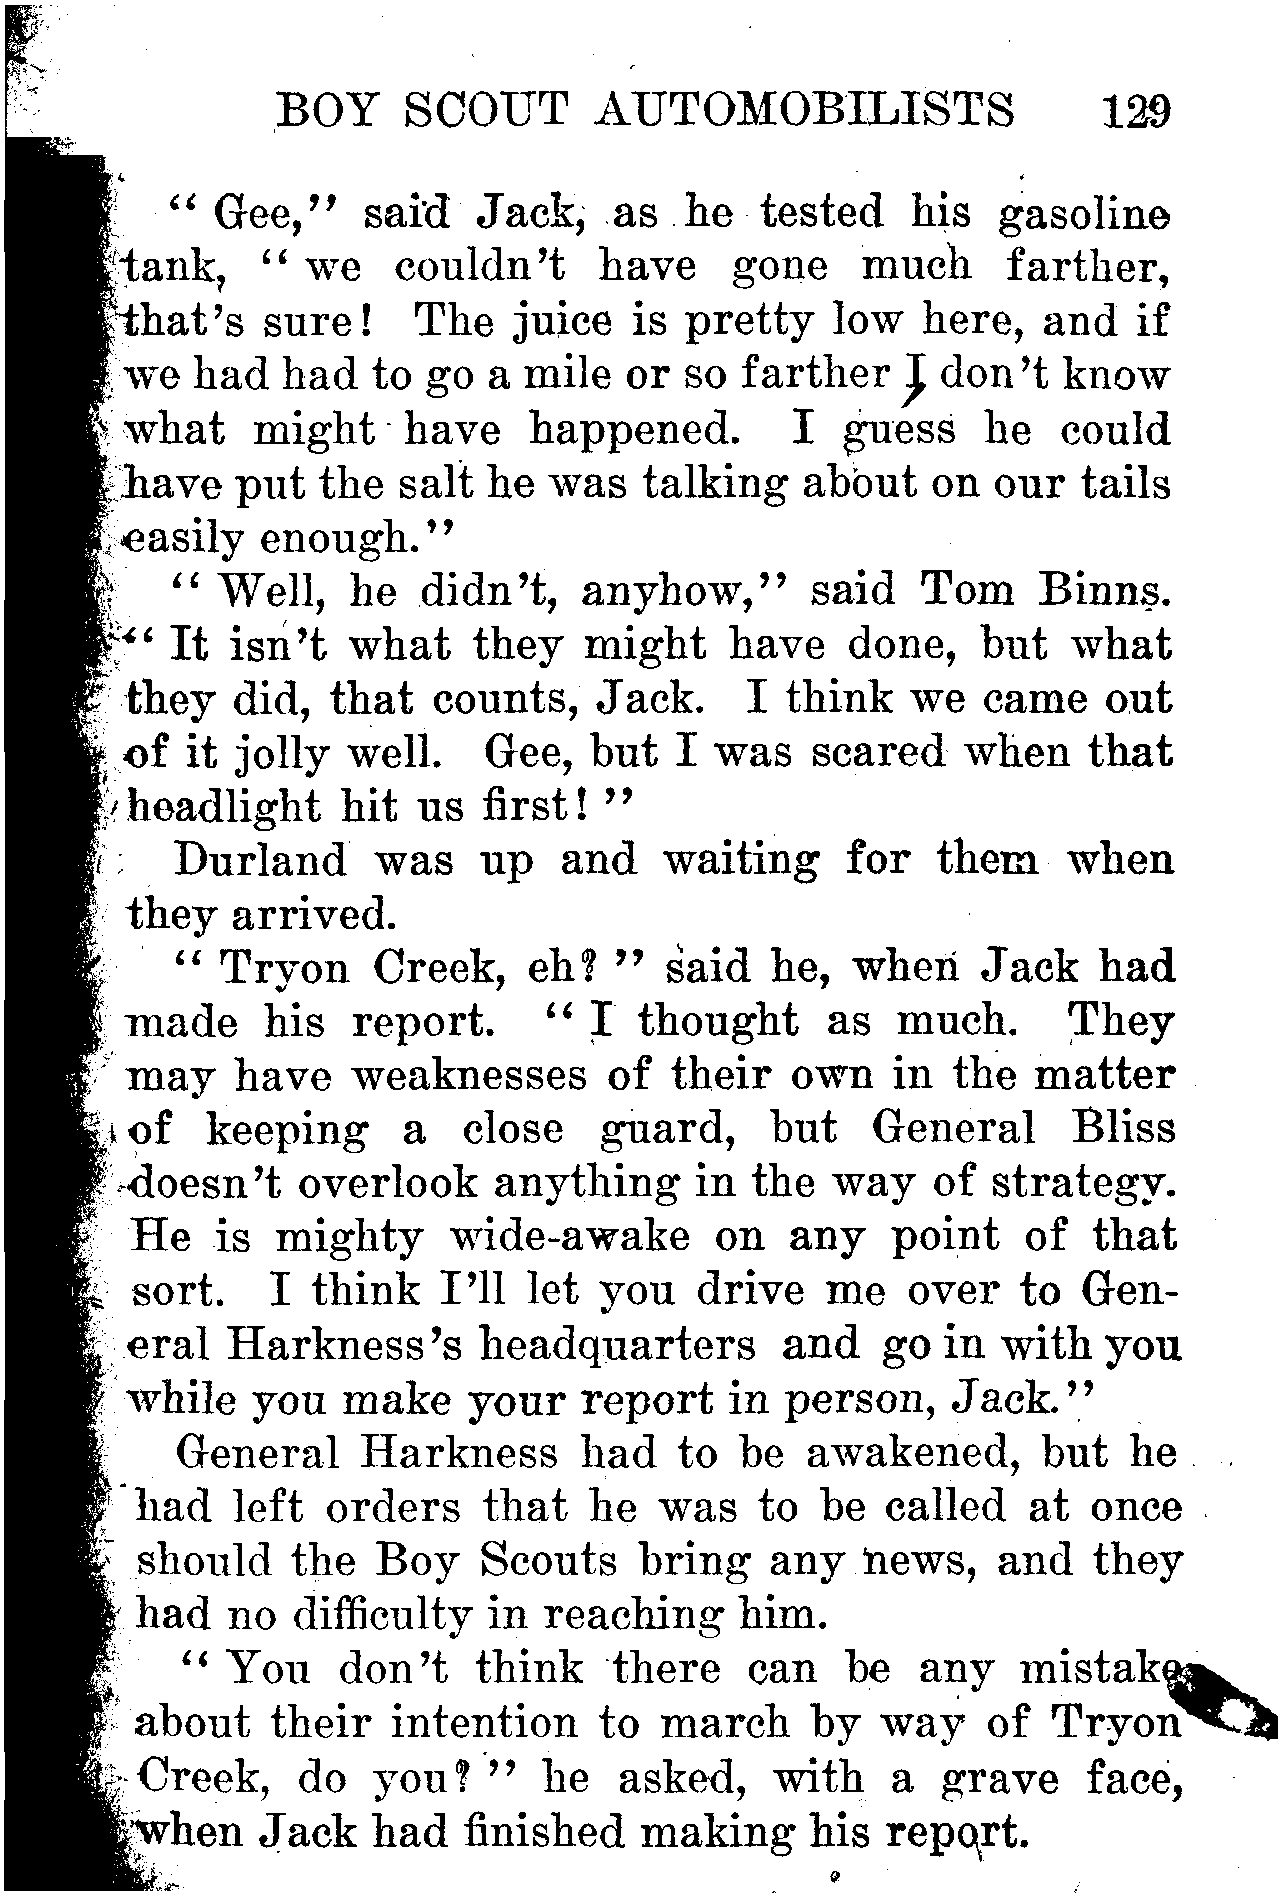 BOY SCOUT AUTOMOBILISTS 129
“Gee,” said Jack, as he tested his gasoline
tank, “we couldn’t have gone much farther,
that’s sure! The juice is pretty low here, and if
we had had to go a mile or so farther I don’t know
what might have happened. I guess he could
have put the salt he was talking about on our tails
easily enough.”
“Well, he didn’t, anyhow,” said Tom Binns.
“It isn’t what they might have done, but what
they did, that counts, Jack. I think we came out
of it jolly well. Gee, but I was scared when that
headlight hit us first!”
Durland was up and waiting for them when
they arrived.
“Tryon Creek, eh?” said he, when Jack had
made his report. “I thought as much. They
may have weaknesses of their own in the matter
of keeping a close guard, but General Bliss
doesn’t overlook anything in the way of strategy.
He is mighty wide-awake on any point of that
sort. I think I’ll let you drive me over to Gen-
eral Harkness’s headquarters and go in with you
while you make your report in person, Jack.”
General Harkness had to be awakened, but he
had left orders that he was to be called at once
should the Boy Scouts bring any news, and they
had no difficulty in reaching him.
“You don’t think there can be any mistake
about their intention to march by way of Tryon
Creek, do you?” he asked, with a grave face,
when Jack had finished making his report.